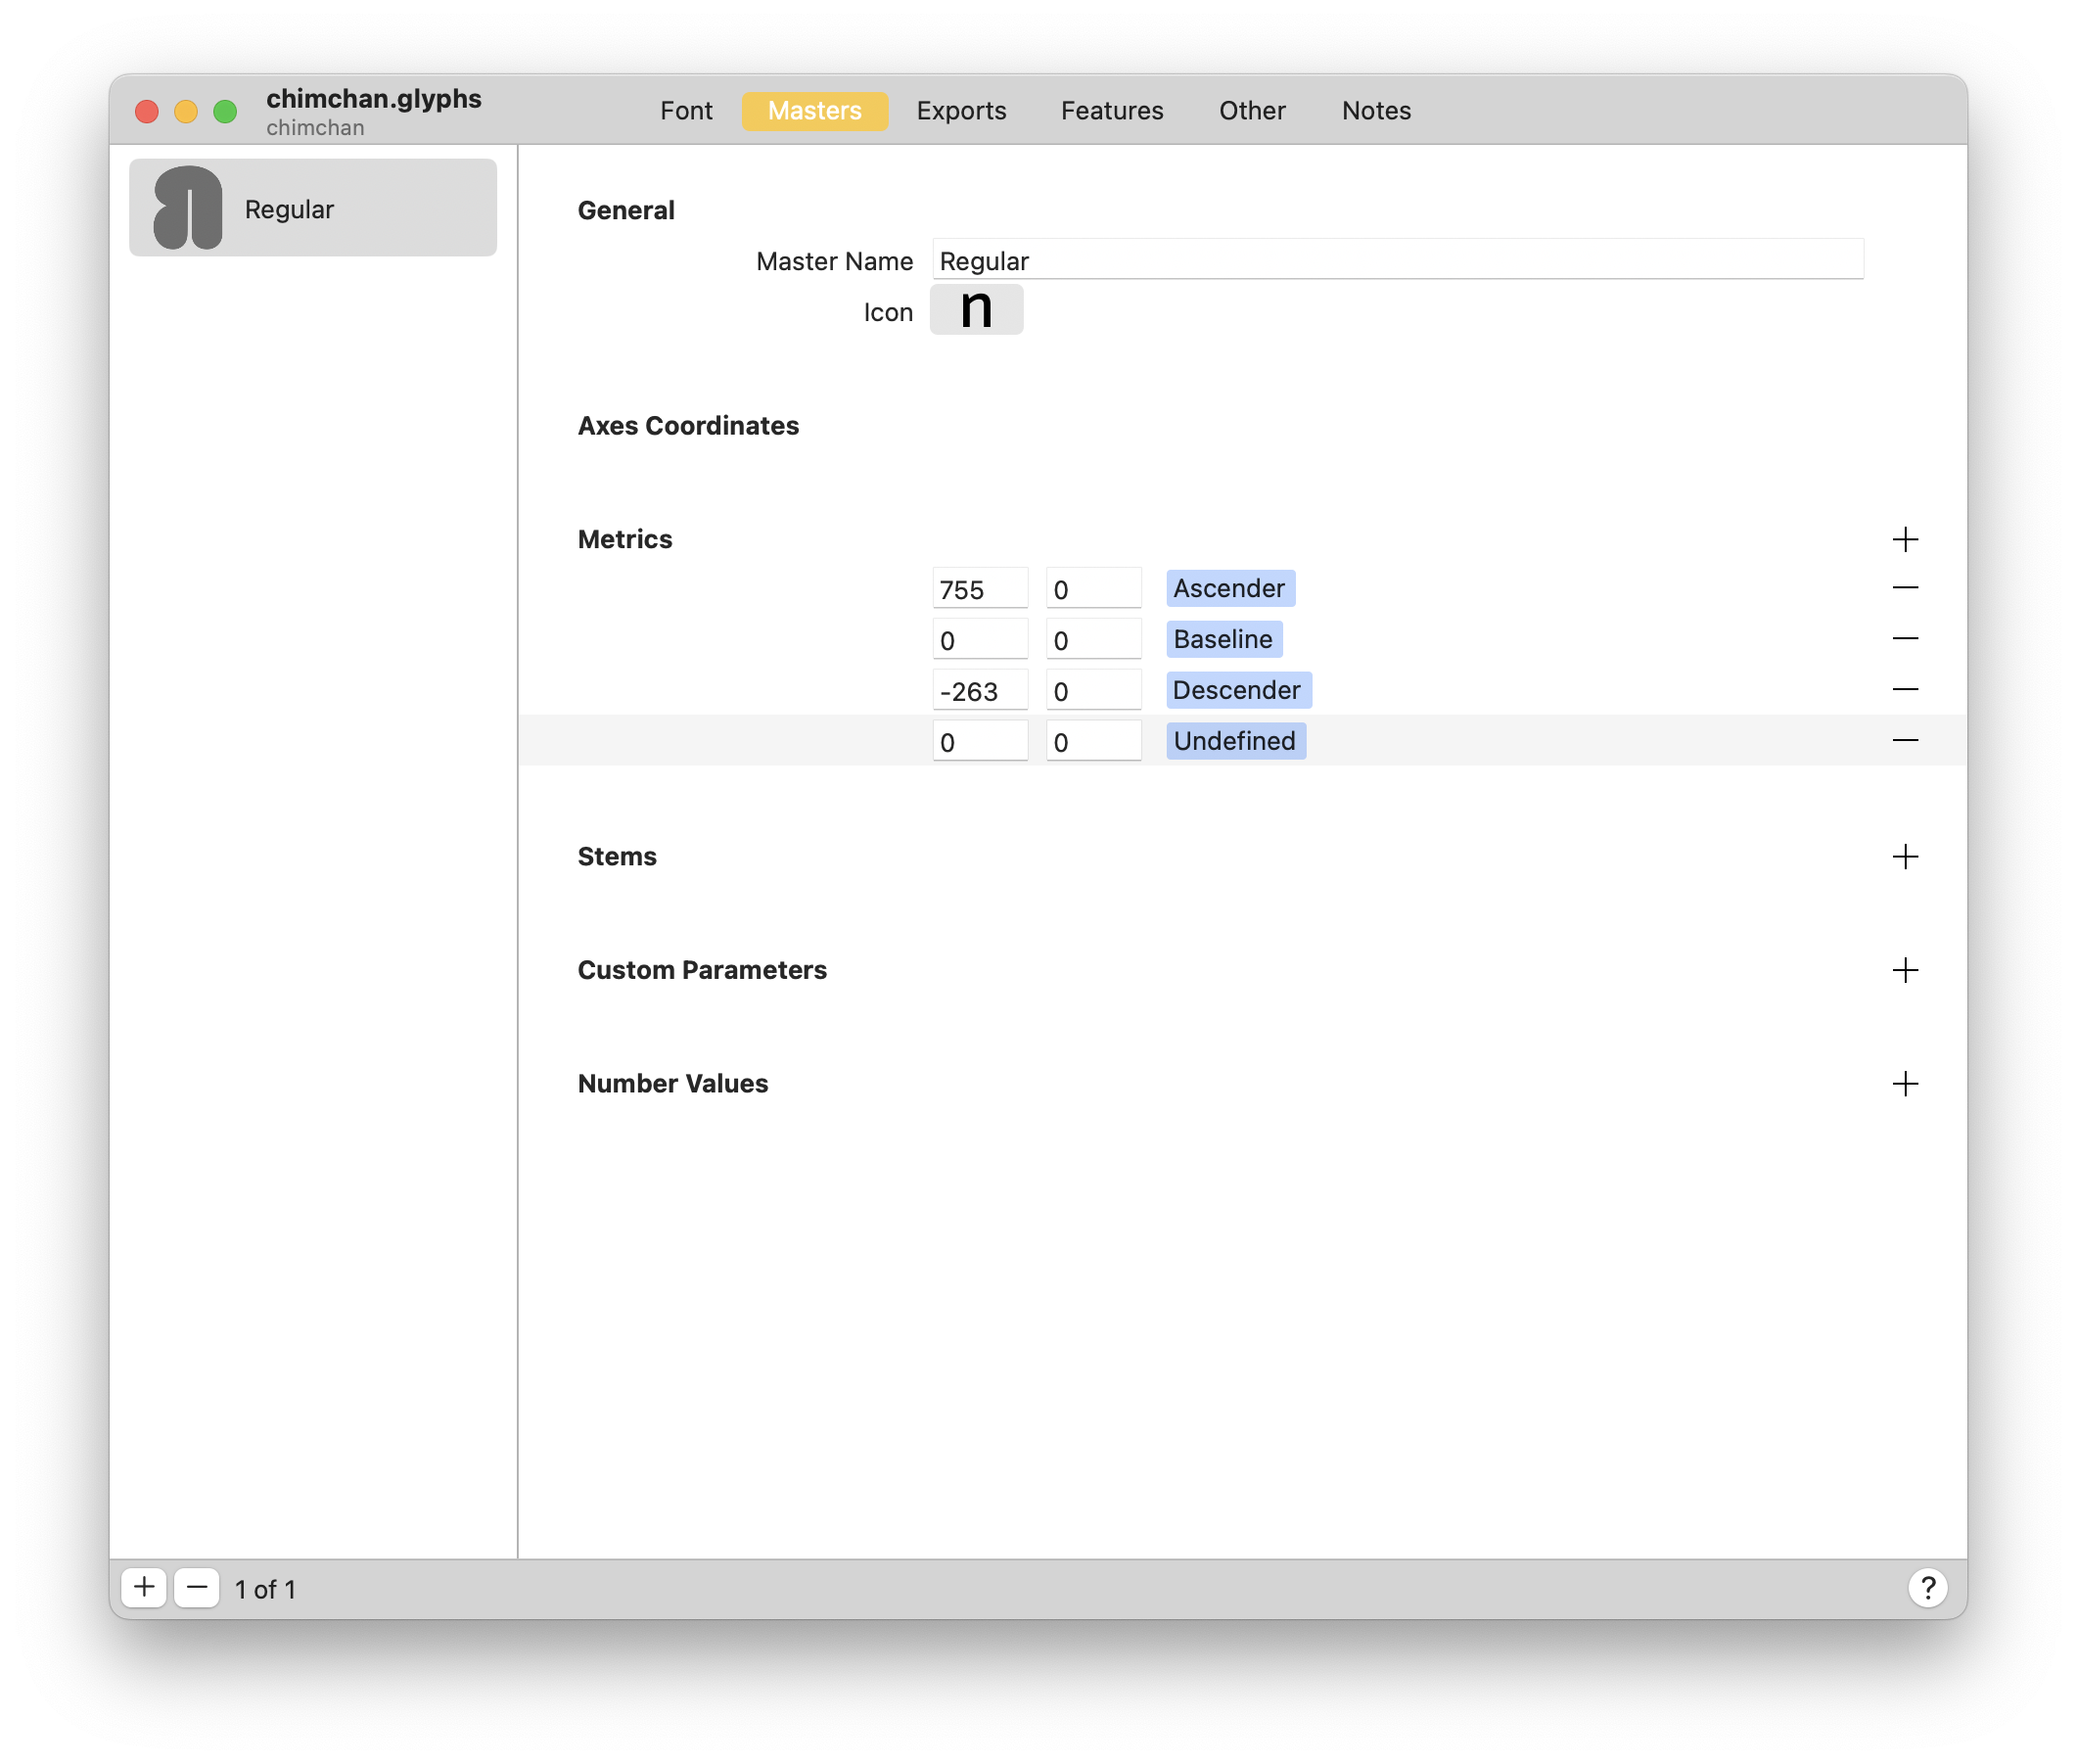 chimchan.glyphs
chimchan
Font Masters Exports Features Other Notes
ก Regular
General
Master Name Regular
Icon n
Axes Coordinates
Metrics
755 0 Ascender
0 0 Baseline
-263 0 Descender
0 0 Undefined
Stems
Custom Parameters
Number Values
1 of 1
?